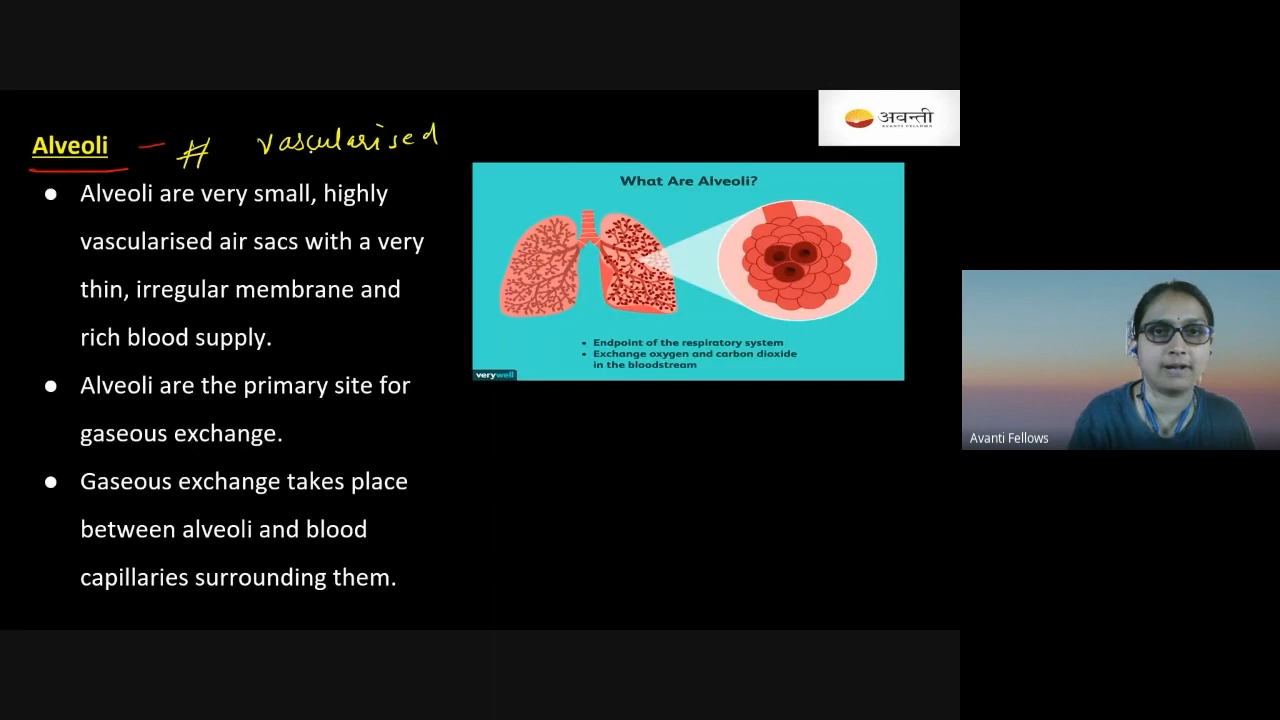 Alveoli - # vascularised
● Alveoli are very small, highly
vascularised air sacs with a very
thin, irregular membrane and
rich blood supply.
● Alveoli are the primary site for
gaseous exchange.
● Gaseous exchange takes place
between alveoli and blood
capillaries surrounding them.
अवन्ती
AVANTI FELLOWS
What Are Alveoli?
• Endpoint of the respiratory system
• Exchange oxygen and carbon dioxide
in the bloodstream
verywell
Avanti Fellows